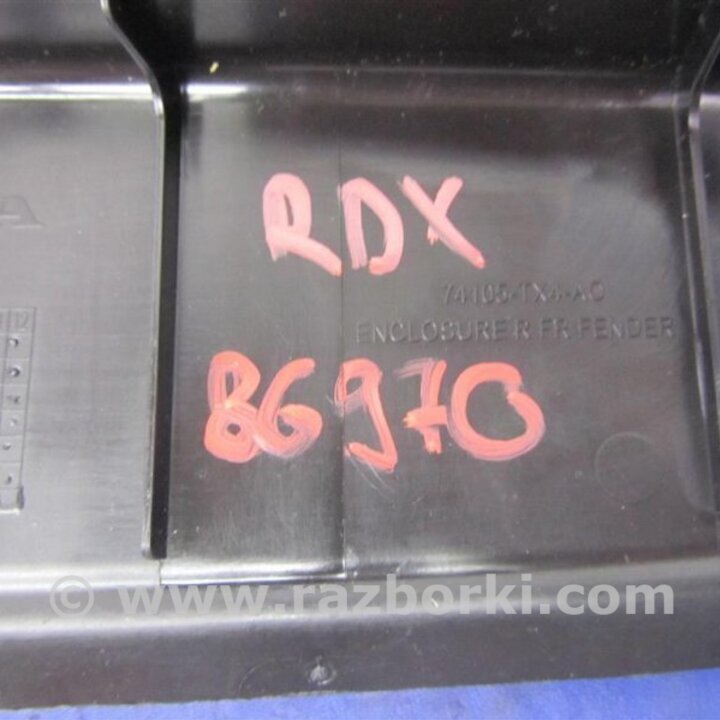 RDX
74105-TX4-A0
ENCLOSURE R FR FENDER
86970
© www.razborki.com